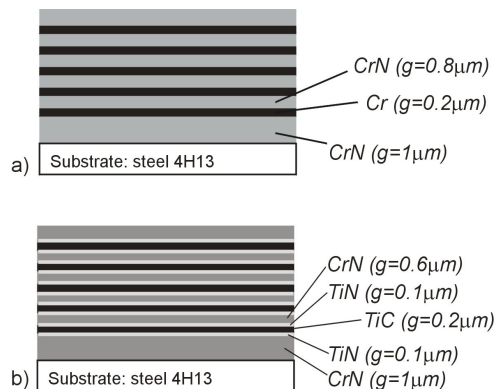 CrN (g=0.8µm)
Cr (g=0.2µm)
CrN (g=1µm)
a) Substrate: steel 4H13
CrN (g=0.6µm)
TiN (g=0.1µm)
TiC (g=0.2µm)
TiN (g=0.1µm)
b) Substrate: steel 4H13
CrN (g=1µm)